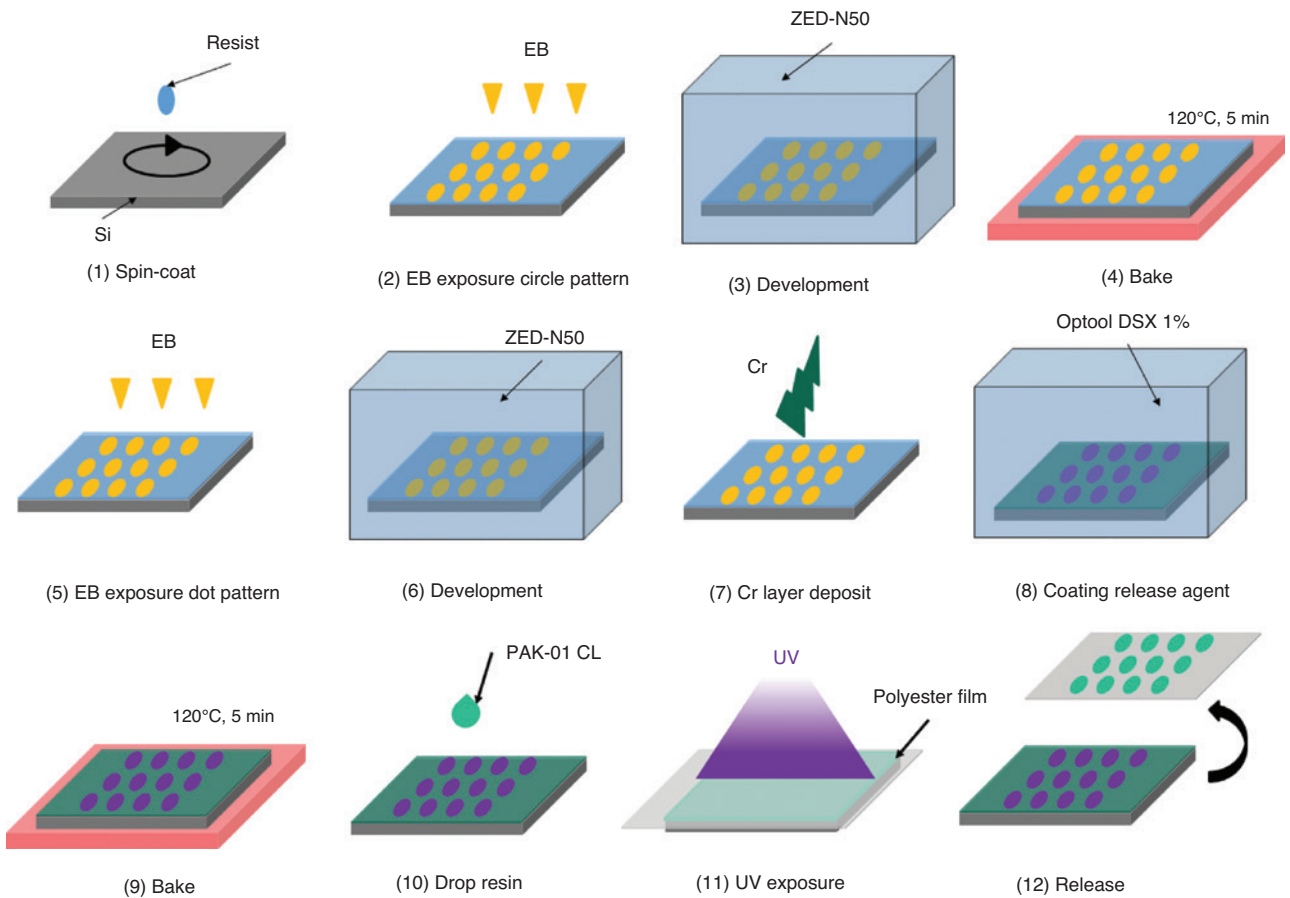 Resist
Si
(1) Spin-coat
EB
(2) EB exposure circle pattern
ZED-N50
(3) Development
120°C, 5 min
(4) Bake
EB
(5) EB exposure dot pattern
ZED-N50
(6) Development
Cr
(7) Cr layer deposit
Optool DSX 1%
(8) Coating release agent
120°C, 5 min
(9) Bake
PAK-01 CL
(10) Drop resin
UV
Polyester film
(11) UV exposure
(12) Release